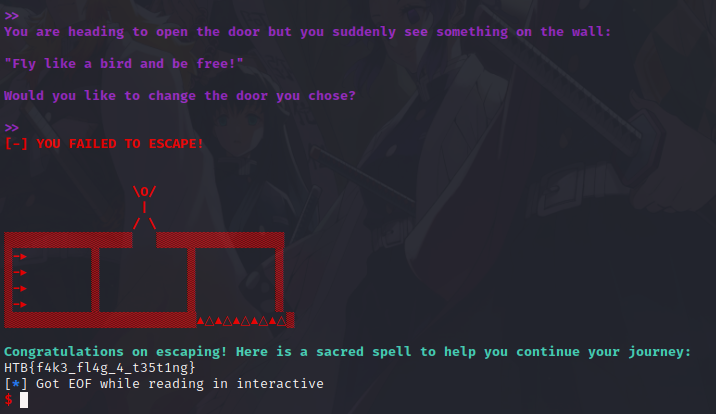 >>
You are heading to open the door but you suddenly see something on the wall:
"Fly like a bird and be free!"
Would you like to change the door you chose?
>>
[-] YOU FAILED TO ESCAPE!
\O/
|
/ \
Congratulations on escaping! Here is a sacred spell to help you continue your journey:
HTB{f4k3_fl4g_4_t35t1ng}
[*] Got EOF while reading in interactive
$